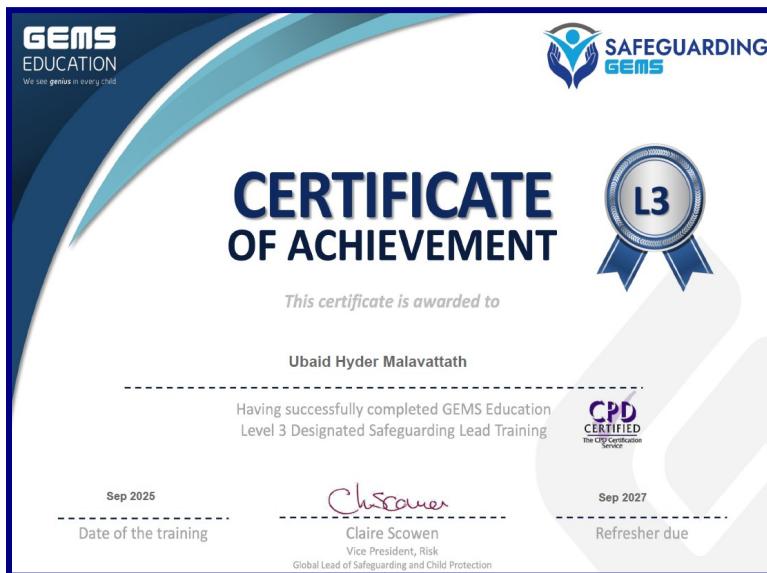 GEMS
EDUCATION
We see genius in every child
SAFEGUARDING
GEMS
CERTIFICATE
OF ACHIEVEMENT
L3
This certificate is awarded to
Ubaid Hyder Malavattath
Having successfully completed GEMS Education
Level 3 Designated Safeguarding Lead Training
CPD
CERTIFIED
The CPD Certification
Service
Sep 2025
Date of the training
Claire Scowen
Vice President, Risk
Global Lead of Safeguarding and Child Protection
Sep 2027
Refresher due